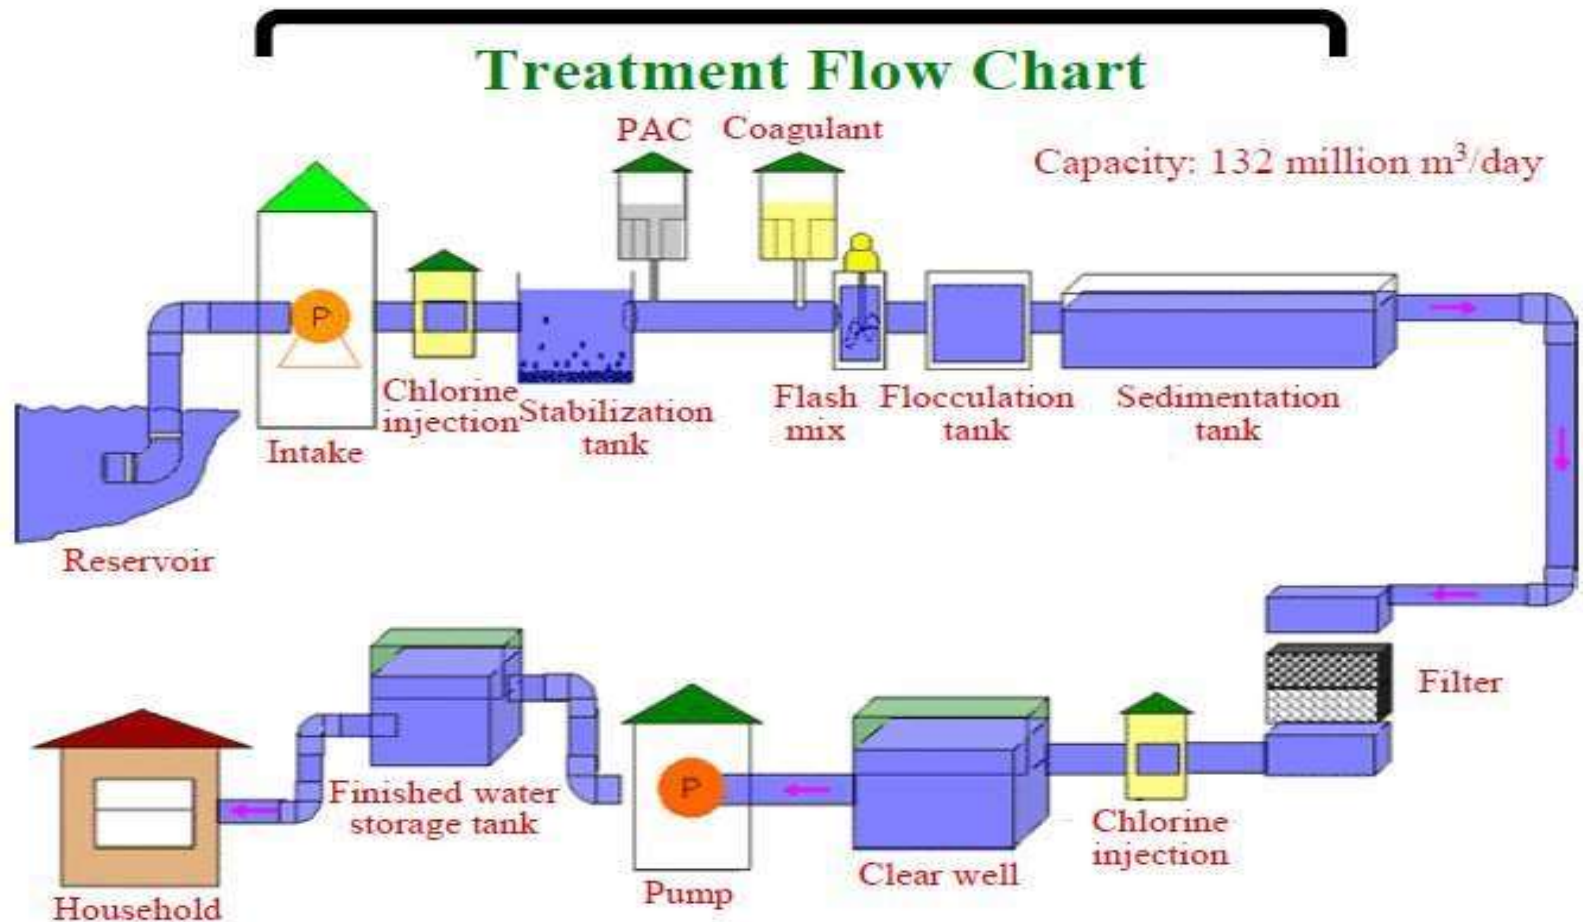 Treatment Flow Chart
PAC
Coagulant
Capacity: 132 million m³/day
P
Chlorine
injection
Stabilization
tank
Flash
mix
Flocculation
tank
Sedimentation
tank
Intake
Reservoir
Filter
P
Finished water
storage tank
Chlorine
injection
Clear well
Pump
Household